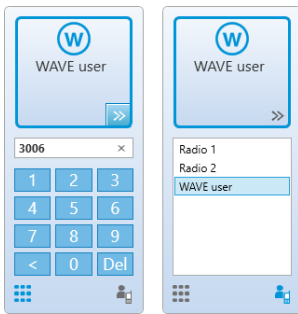 W
WAVE user
>>
3006 ×
1 2 3
4 5 6
7 8 9
< 0 Del
W
WAVE user
>>
Radio 1
Radio 2
WAVE user